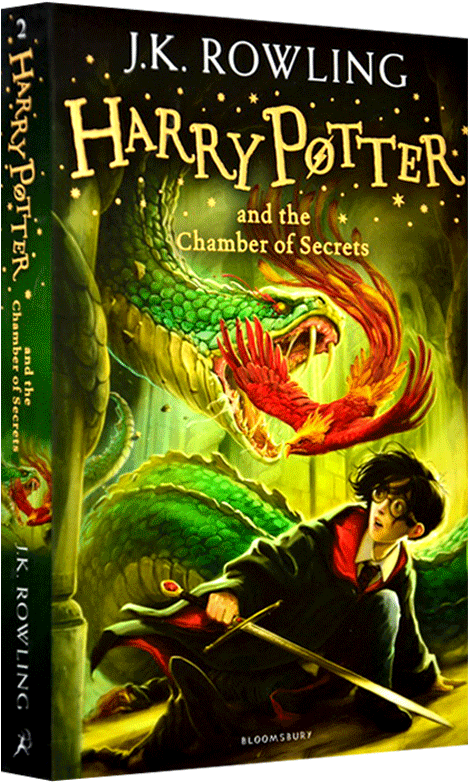 J.K. ROWLING
HARRY POTTER
and the
Chamber of Secrets
BLOOMSBURY
2
HARRY POTTER
and the
Chamber of Secrets
J.K. ROWLING